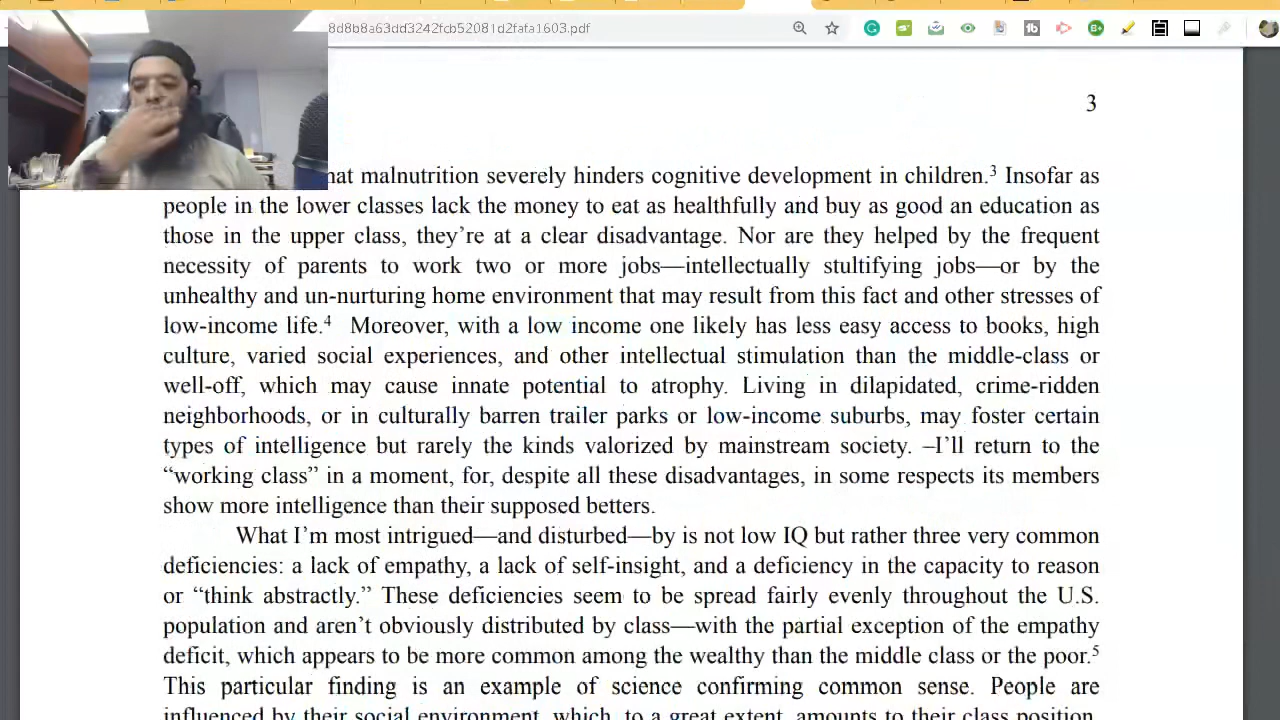 8d8b8a63dd3242fcb52081d2fafa1603.pdf
3
malnutrition severely hinders cognitive development in children.³ Insofar as
people in the lower classes lack the money to eat as healthfully and buy as good an education as
those in the upper class, they’re at a clear disadvantage. Nor are they helped by the frequent
necessity of parents to work two or more jobs—intellectually stultifying jobs—or by the
unhealthy and un-nurturing home environment that may result from this fact and other stresses of
low-income life.⁴ Moreover, with a low income one likely has less easy access to books, high
culture, varied social experiences, and other intellectual stimulation than the middle-class or
well-off, which may cause innate potential to atrophy. Living in dilapidated, crime-ridden
neighborhoods, or in culturally barren trailer parks or low-income suburbs, may foster certain
types of intelligence but rarely the kinds valorized by mainstream society. –I’ll return to the
“working class” in a moment, for, despite all these disadvantages, in some respects its members
show more intelligence than their supposed betters.
What I’m most intrigued—and disturbed—by is not low IQ but rather three very common
deficiencies: a lack of empathy, a lack of self-insight, and a deficiency in the capacity to reason
or “think abstractly.” These deficiencies seem to be spread fairly evenly throughout the U.S.
population and aren’t obviously distributed by class—with the partial exception of the empathy
deficit, which appears to be more common among the wealthy than the middle class or the poor.⁵
This particular finding is an example of science confirming common sense. People are
influenced by their social environment, which, to a great extent, amounts to their class position.